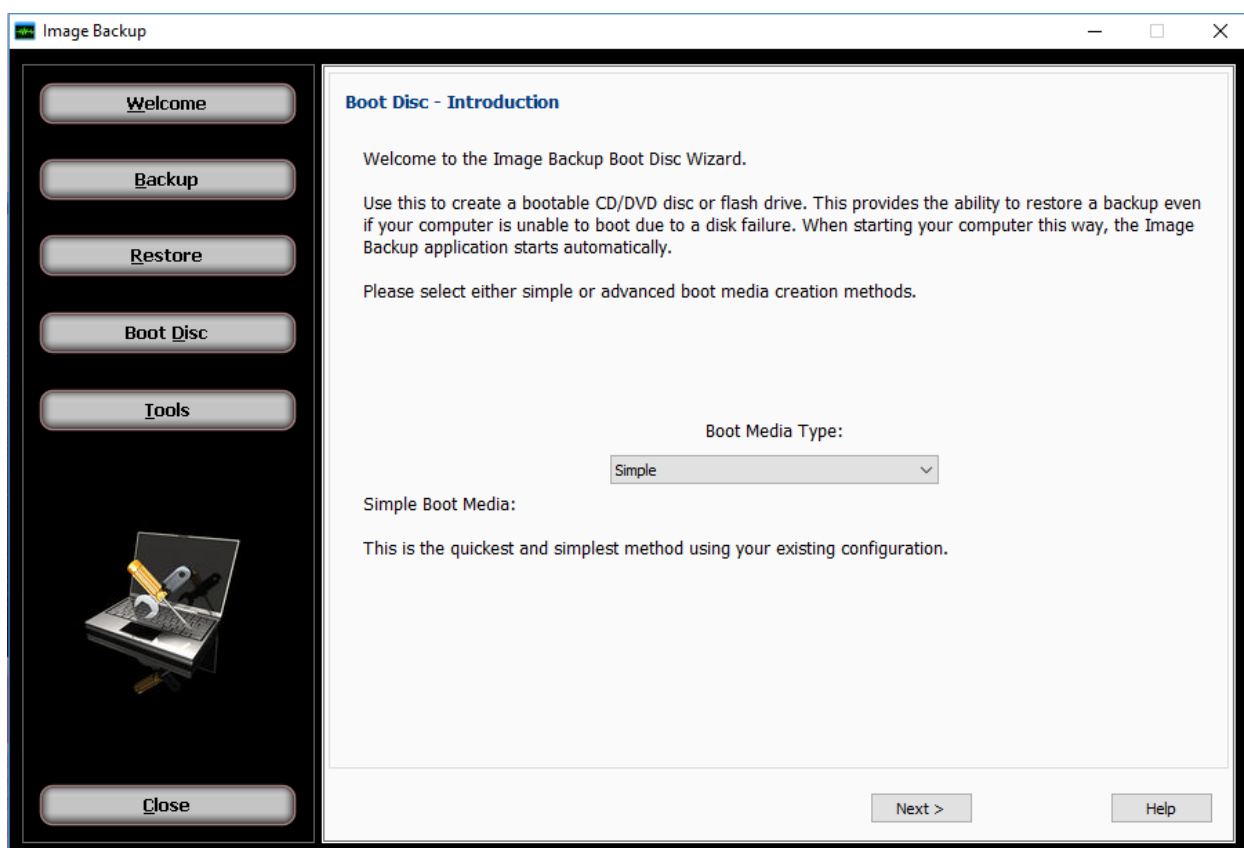 Image Backup
Welcome
Backup
Restore
Boot Disc
Tools
Close
Boot Disc - Introduction
Welcome to the Image Backup Boot Disc Wizard.
Use this to create a bootable CD/DVD disc or flash drive. This provides the ability to restore a backup even
if your computer is unable to boot due to a disk failure. When starting your computer this way, the Image
Backup application starts automatically.
Please select either simple or advanced boot media creation methods.
Boot Media Type:
Simple
Simple Boot Media:
This is the quickest and simplest method using your existing configuration.
Next >
Help